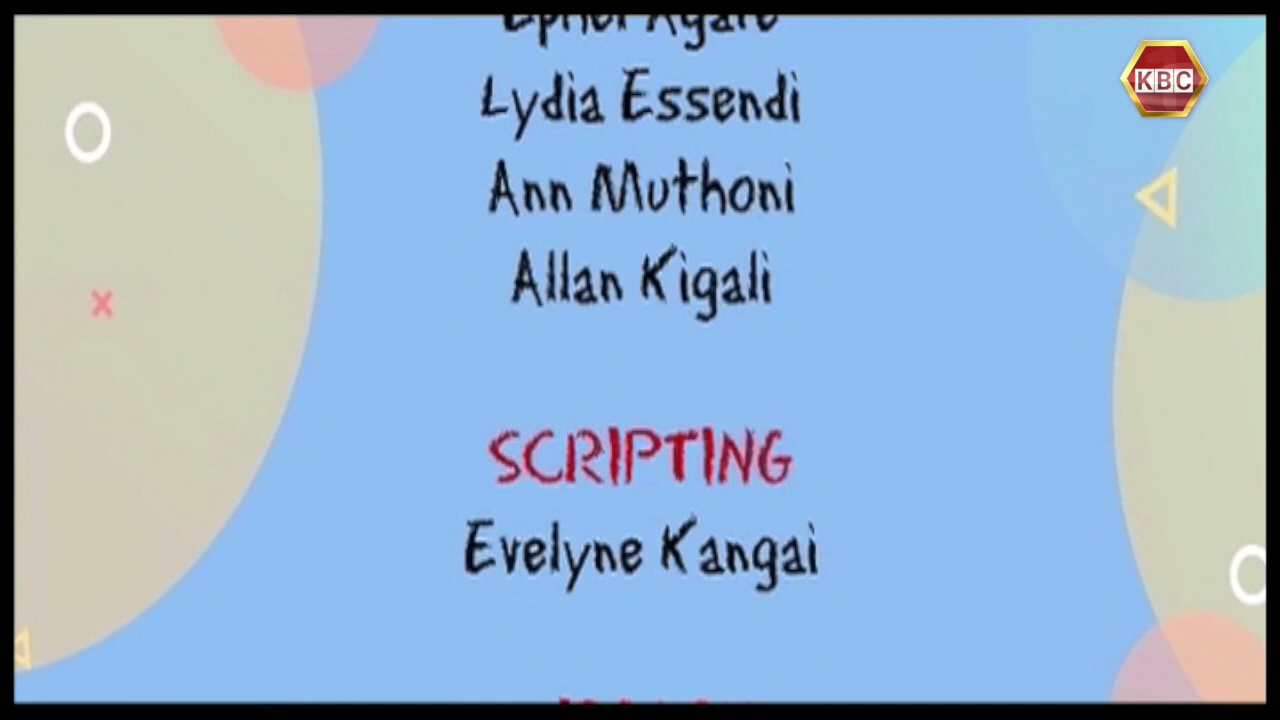 KBC
Lydia Essendi
Ann Muthoni
Allan Kigali
SCRIPTING
Evelyne Kangai